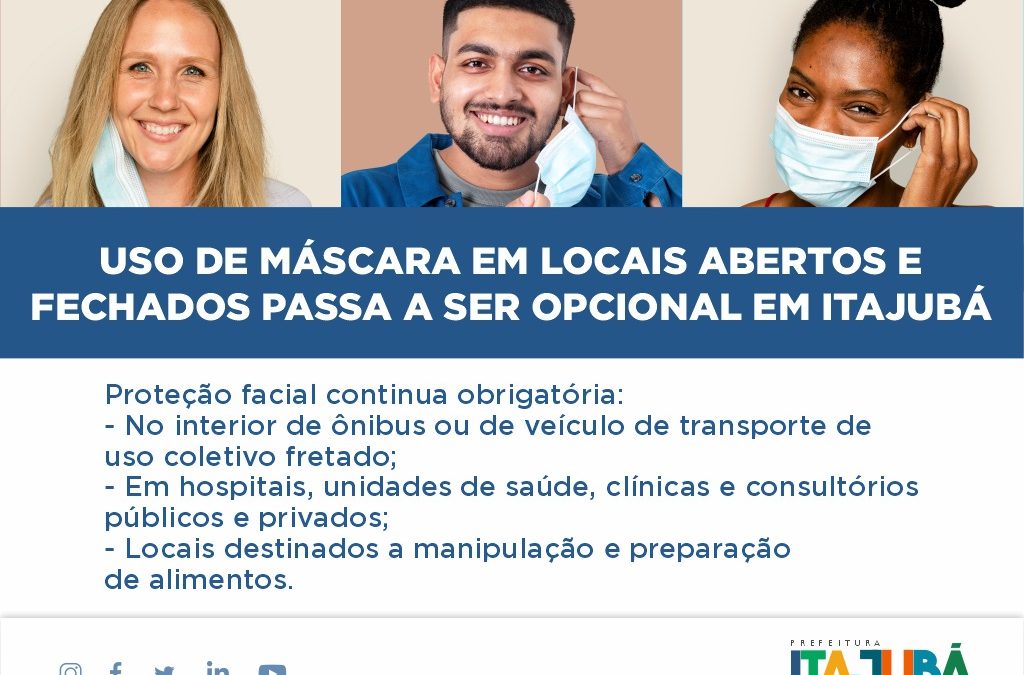 USO DE MÁSCARA EM LOCAIS ABERTOS E
FECHADOS PASSA A SER OPCIONAL EM ITAJUBÁ
Proteção facial continua obrigatória:
- No interior de ônibus ou de veículo de transporte de
uso coletivo fretado;
- Em hospitais, unidades de saúde, clínicas e consultórios
públicos e privados;
- Locais destinados a manipulação e preparação
de alimentos.
PREFEITURA
ITAJUBÁ